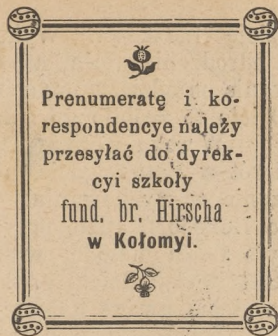 Prenumeratę i ko-
respondencye należy
przesyłać do dyrek-
cyi szkoły
fund. br. Hirscha
w Kołomyi.